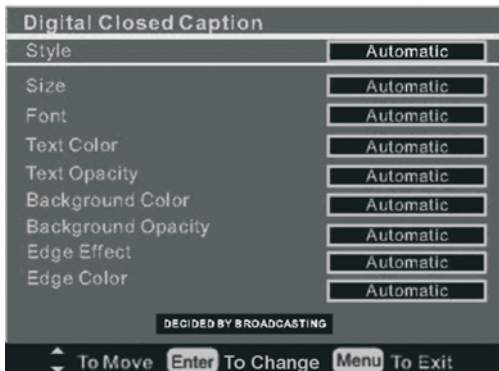 Digital Closed Caption
Style Automatic
Size Automatic
Font Automatic
Text Color Automatic
Text Opacity Automatic
Background Color Automatic
Background Opacity Automatic
Edge Effect Automatic
Edge Color Automatic
DECIDED BY BROADCASTING
To Move Enter To Change Menu To Exit